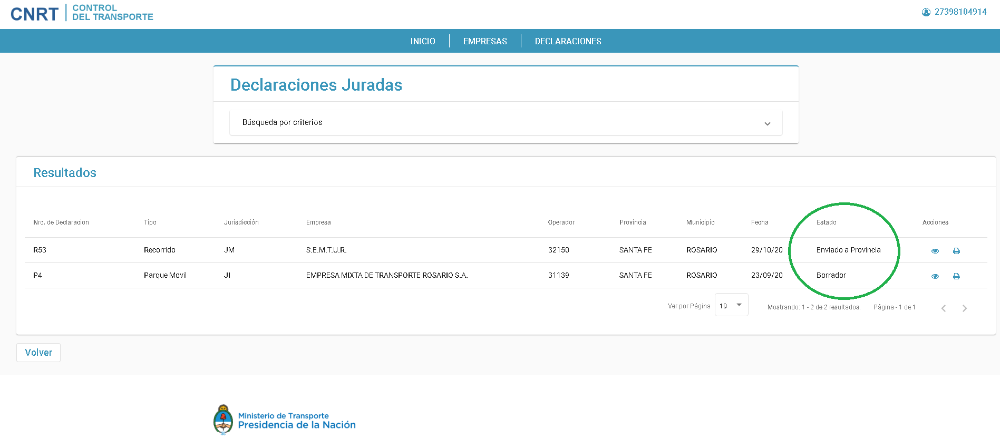 CNRT CONTROL
DEL TRANSPORTE
27398104914
INICIO EMPRESAS DECLARACIONES
Declaraciones Juradas
Búsqueda por criterios
Resultados
Nro. de Declaracion Tipo Jurisdicción Empresa Operador Provincia Municipio Fecha Estado Acciones
R53 Recorrido JM S.E.M.T.U.R. 32150 SANTA FE ROSARIO 29/10/20 Enviado a Provincia
P4 Parque Movil JI EMPRESA MIXTA DE TRANSPORTE ROSARIO S.A. 31139 SANTA FE ROSARIO 23/09/20 Borrador
Ver por Página 10 Mostrando: 1 - 2 de 2 resultados. Página - 1 de 1
Volver
Ministerio de Transporte
Presidencia de la Nación